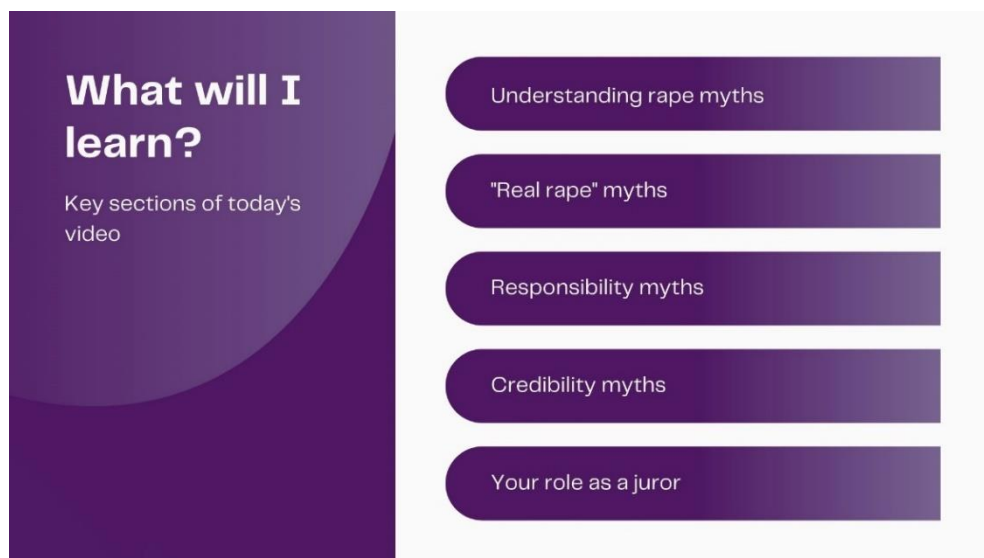 What will I
learn?
Key sections of today's
video
Understanding rape myths
"Real rape" myths
Responsibility myths
Credibility myths
Your role as a juror